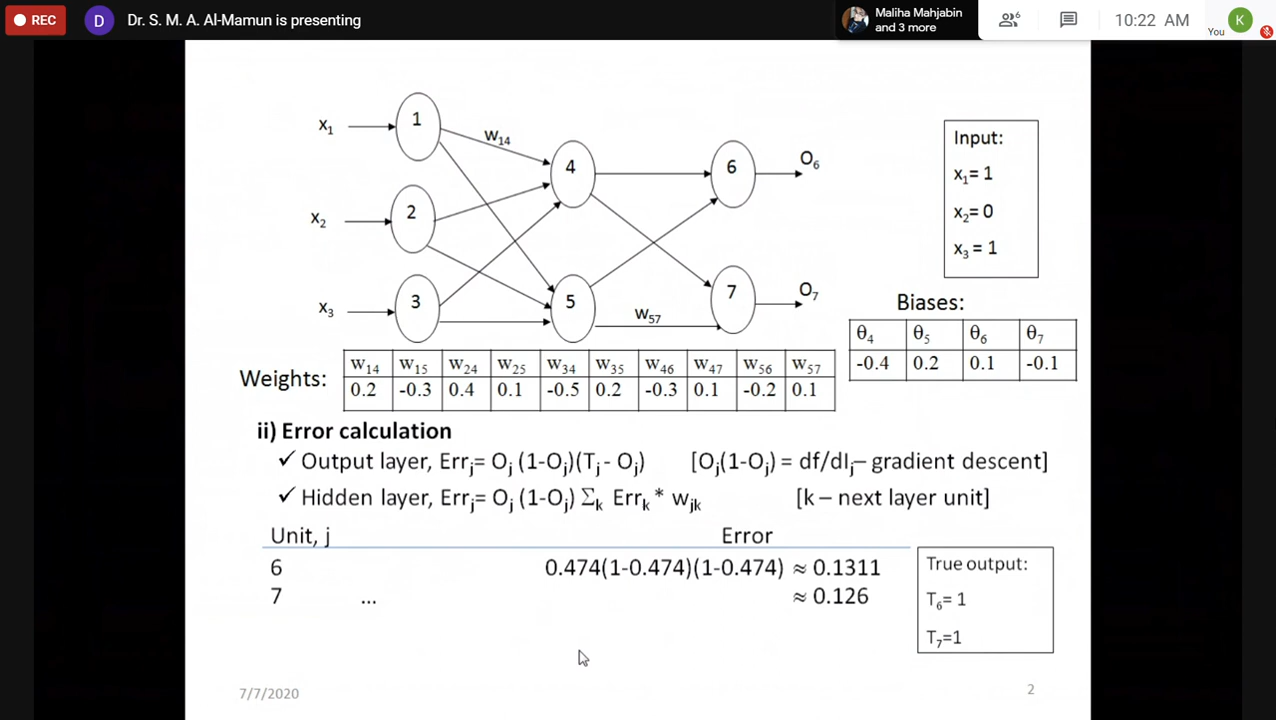 REC D Dr. S. M. A. Al-Mamun is presenting
Maliha Mahjabin
and 3 more
6
10:22 AM
You K
x₁ 1 w₁₄
x₂ 2
x₃ 3
4
5 w₅₇
6 O₆
7 O₇
Input:
x₁= 1
x₂= 0
x₃ = 1
Biases:
θ₄ θ₅ θ₆ θ₇
-0.4 0.2 0.1 -0.1
Weights:
w₁₄ w₁₅ w₂₄ w₂₅ w₃₄ w₃₅ w₄₆ w₄₇ w₅₆ w₅₇
0.2 -0.3 0.4 0.1 -0.5 0.2 -0.3 0.1 -0.2 0.1
ii) Error calculation
✓ Output layer, Errⱼ= Oⱼ (1-Oⱼ)(Tⱼ - Oⱼ) [Oⱼ(1-Oⱼ) = df/dIⱼ– gradient descent]
✓ Hidden layer, Errⱼ= Oⱼ (1-Oⱼ) Σₖ Errₖ * wⱼₖ [k – next layer unit]
Unit, j Error
6 0.474(1-0.474)(1-0.474) ≈ 0.1311
7 ... ≈ 0.126
True output:
T₆= 1
T₇=1
7/7/2020 2